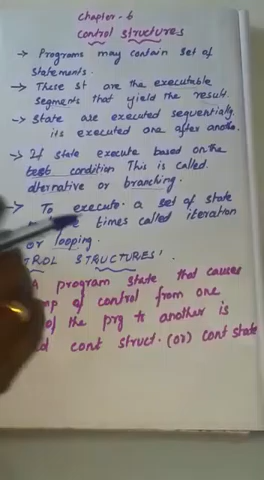 Chapter - 6
Control Structures
→ Programs may contain set of
statements.
→ These St are the executable
segments that yield the result.
→ State are executed sequentially
its executed one after
→ If state execute based on the
test condition This is called.
alternative or branching.
→ To execute a set of state
times called iteration
or looping.
TROL STRUCTURES!
A program state that causes
of control from one
of the prg to another is
cont struct. (or) cont state